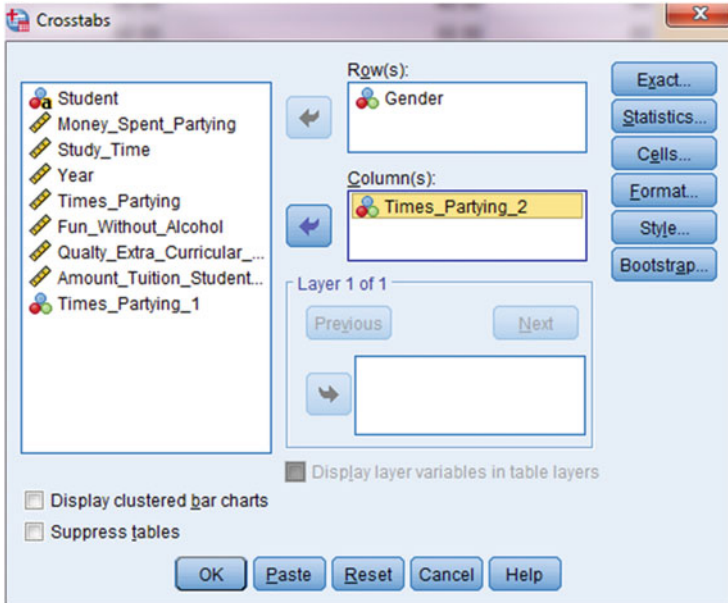 Crosstabs
Student
Money_Spent_Partying
Study_Time
Year
Times_Partying
Fun_Without_Alcohol
Qualty_Extra_Curricular_...
Amount_Tuition_Student...
Times_Partying_1
Row(s):
Gender
Column(s):
Times_Partying_2
Layer 1 of 1
Previous
Next
Display layer variables in table layers
Exact...
Statistics...
Cells...
Format...
Style...
Bootstrap...
Display clustered bar charts
Suppress tables
OK Paste Reset Cancel Help